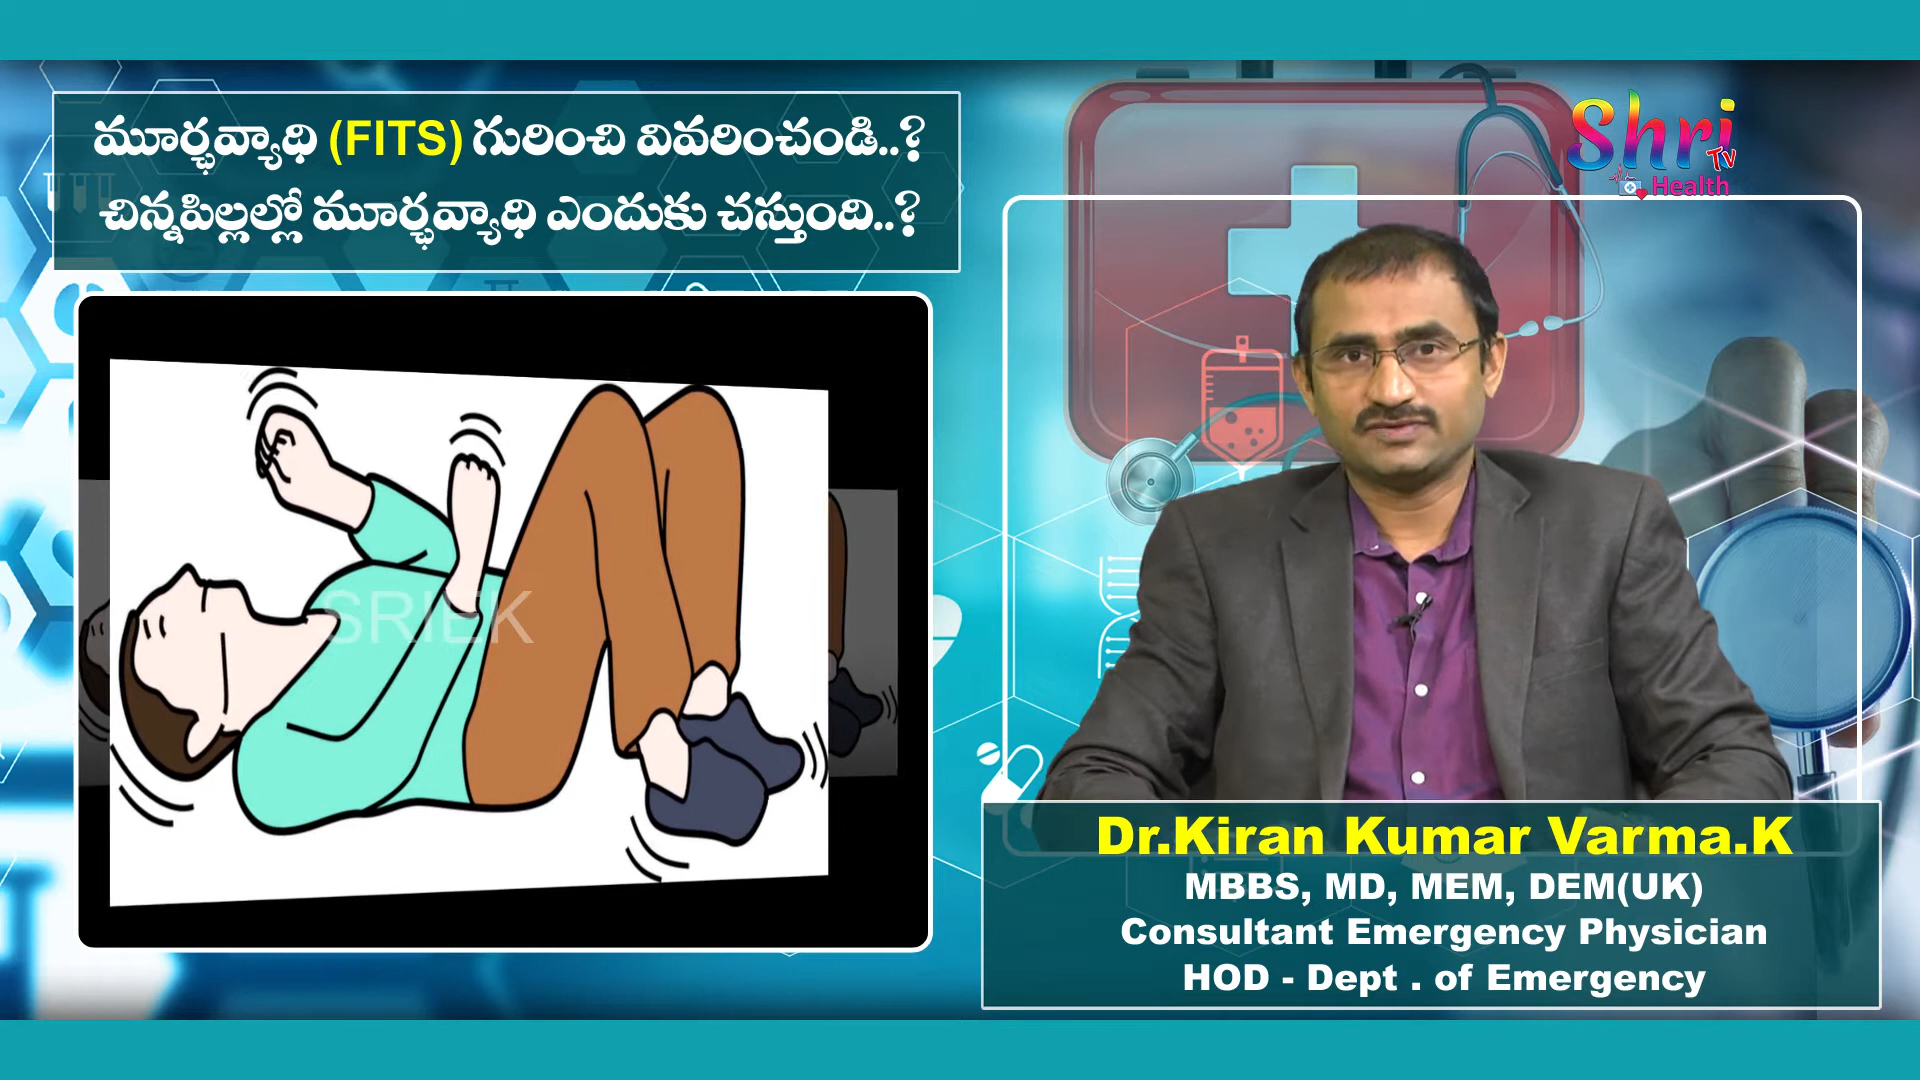 మూర్ఛవ్యాధి (FITS) గురించి వివరించండి..?
చిన్నపిల్లల్లో మూర్ఛవ్యాధి ఎందుకు వస్తుంది..?
Shri
TV
Health
SRIEK
Dr.Kiran Kumar Varma.K
MBBS, MD, MEM, DEM(UK)
Consultant Emergency Physician
HOD - Dept . of Emergency